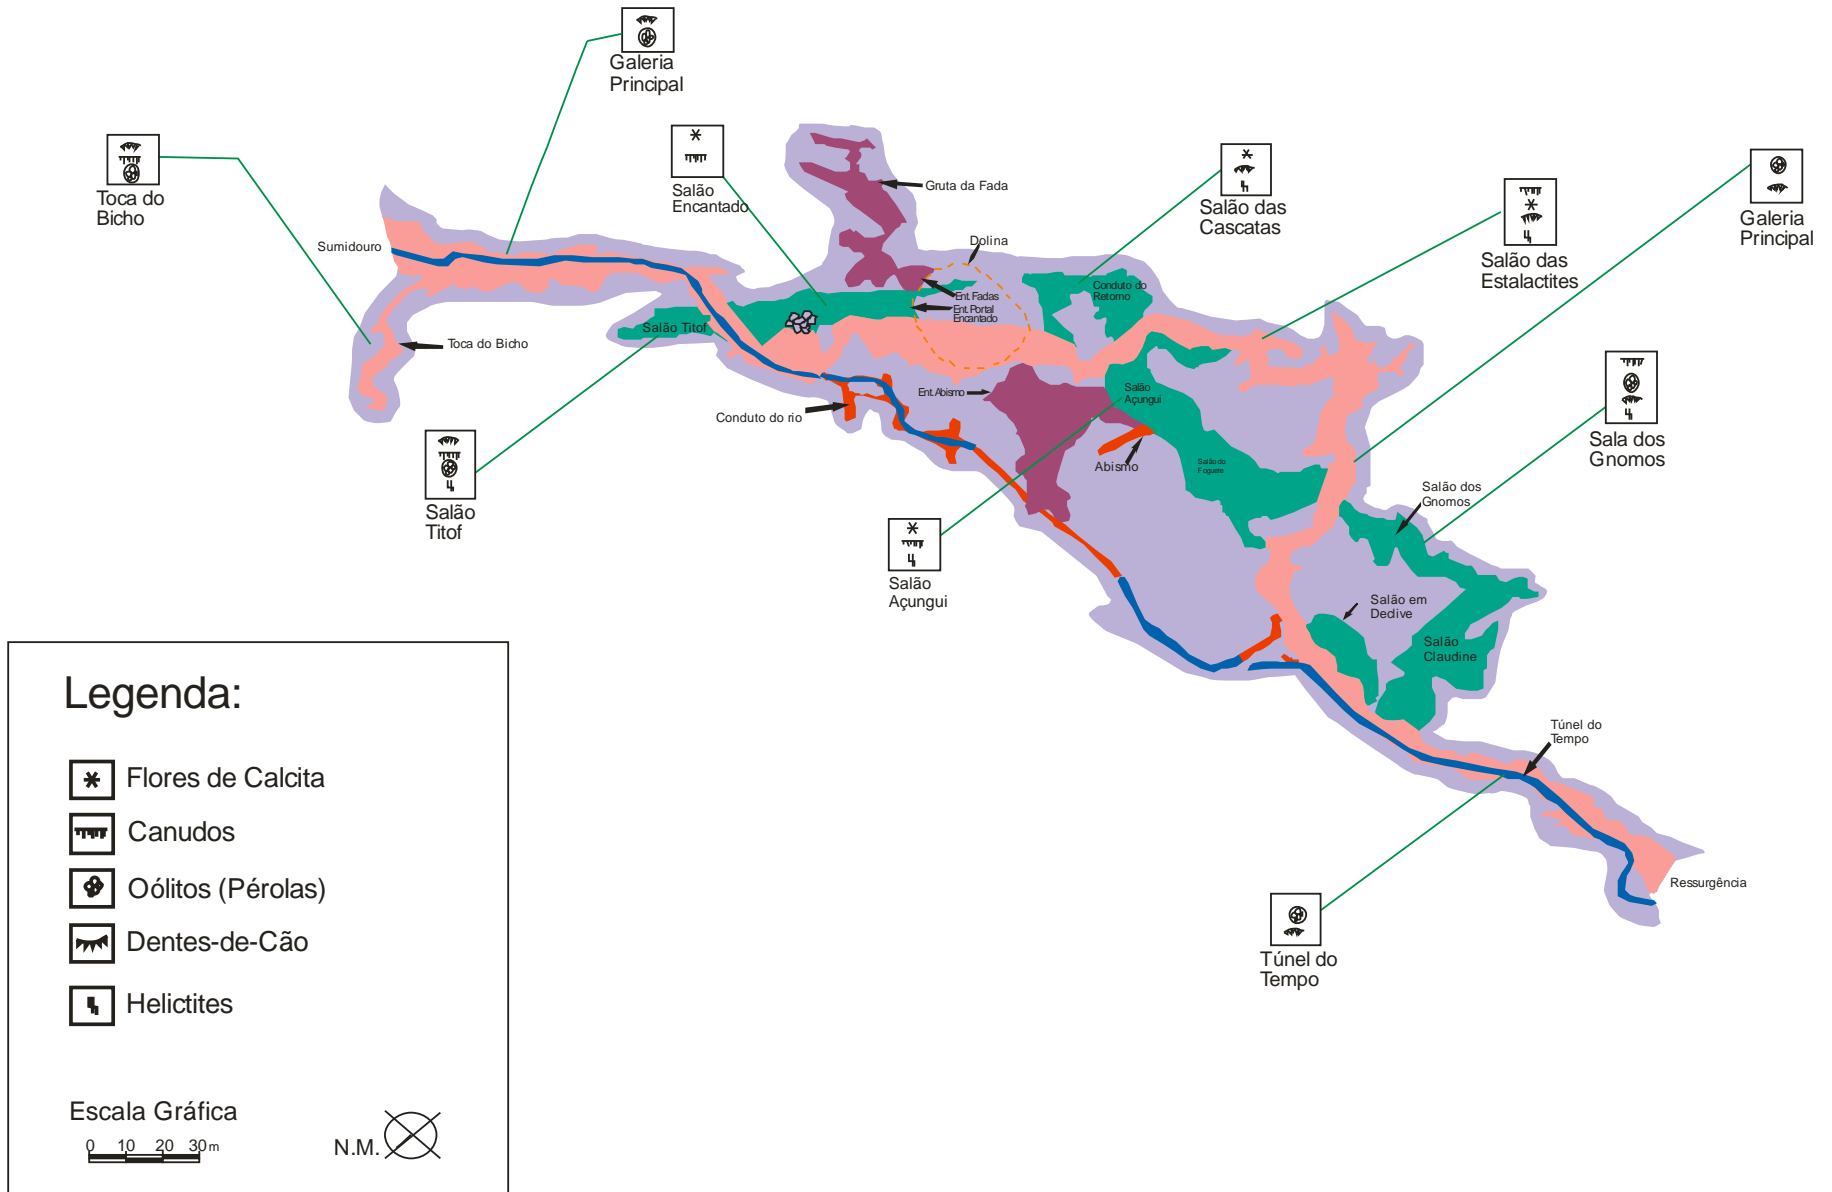 Galeria
Principal
Toca do
Bicho
Salão
Encantado
Gruta da Fada
Salão das
Cascatas
Salão das
Estalactites
Galeria
Principal
Sumidouro
Dolina
Conduto do
Retorno
Ent. Fadas
Ent. Portal
Encantado
Salão Titof
Toca do Bicho
Ent. Abismo
Salão
Açungui
Conduto do rio
Abismo
Salão do
Foguete
Sala dos
Gnomos
Salão dos
Gnomos
Salão
Titof
Salão
Açungui
Salão em
Declive
Salão
Claudine
Túnel do
Tempo
Ressurgência
Túnel do
Tempo
Legenda:
Flores de Calcita
Canudos
Oólitos (Pérolas)
Dentes-de-Cão
Helictites
Escala Gráfica
0 10 20 30 m
N.M.